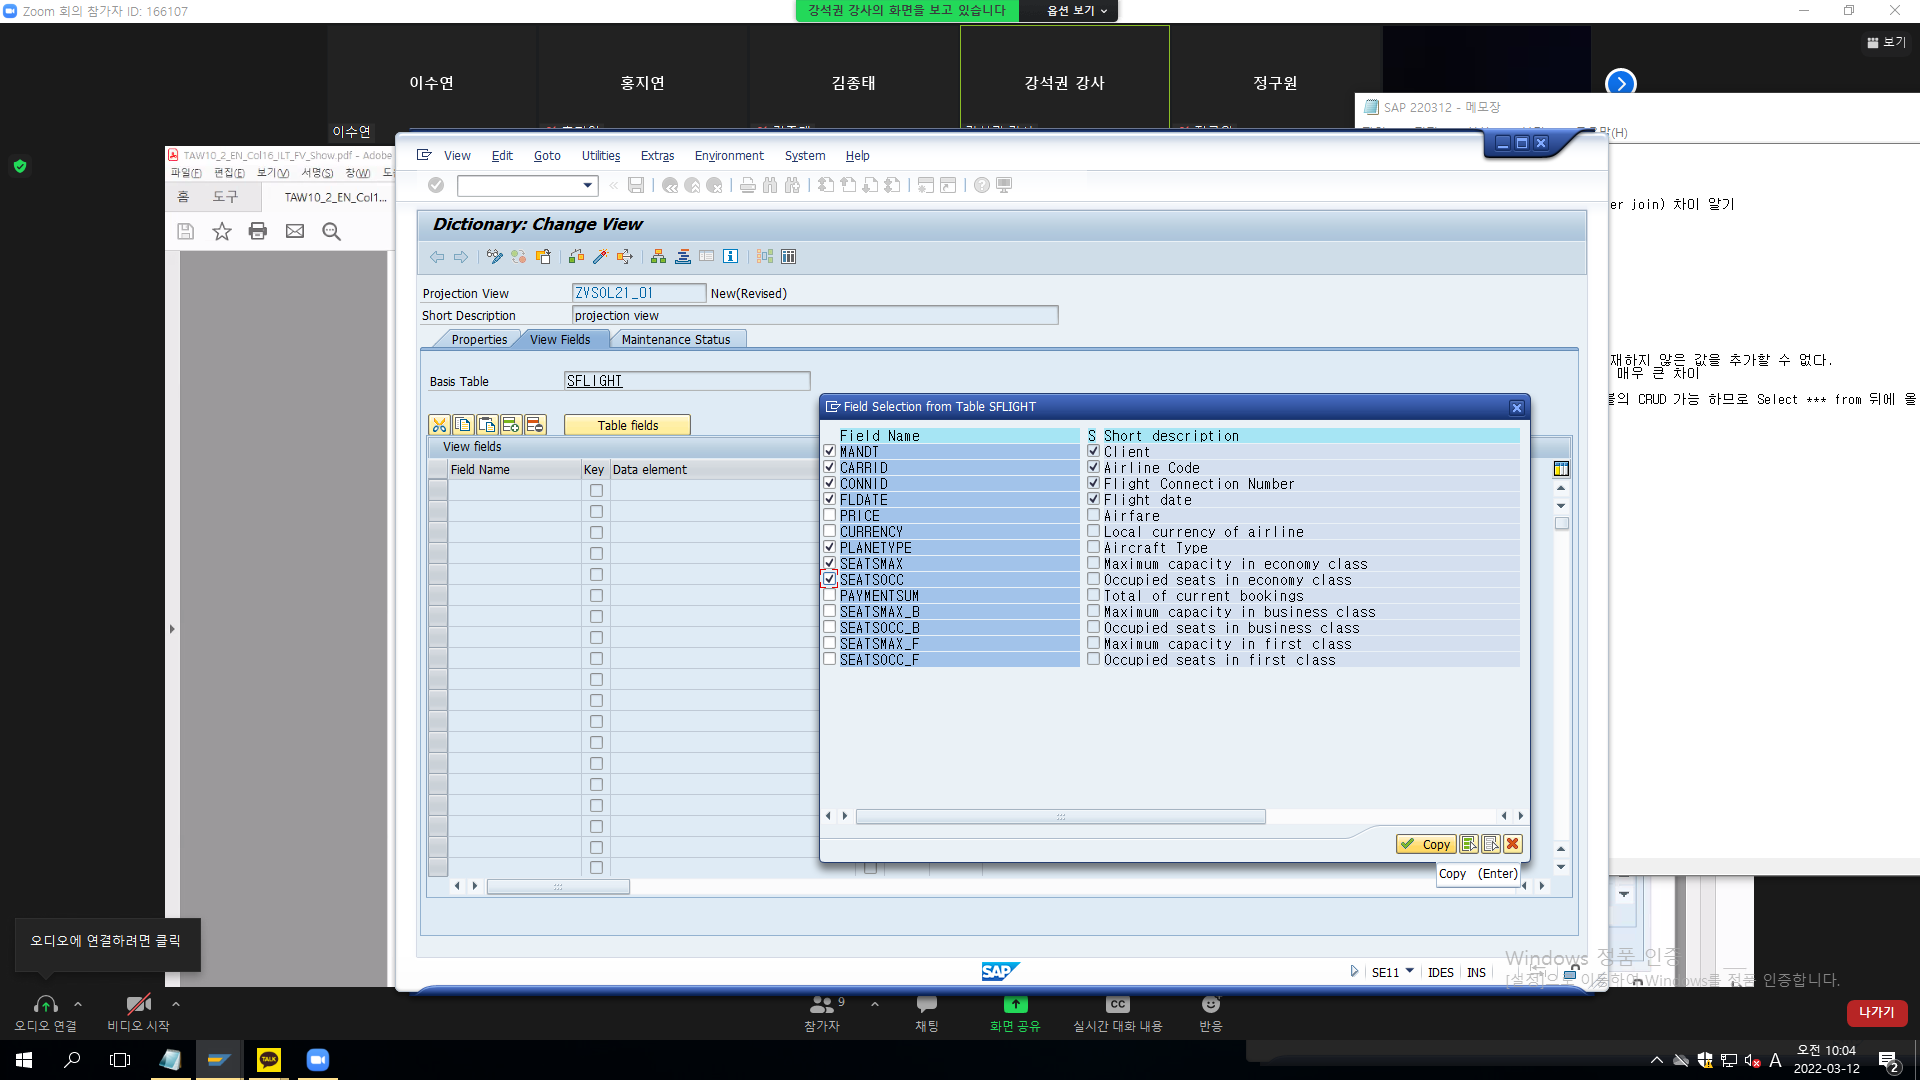 Zoom 회의 참가자 ID: 166107
강석권 강사의 화면을 보고 있습니다
옵션 보기
보기
이수연
홍지연
김종태
강석권 강사
정구원
이수연
SAP 220312 - 메모장
(H)
TAW10_2_EN_Col16_ILT_FV_Show.pdf - Adobe
파일(F) 편집(E) 보기(V) 서명(S) 창(W)
홈
도구
TAW10_2_EN_Col1...
View
Edit
Goto
Utilities
Extras
Environment
System
Help
er join) 차이 알기
Dictionary: Change View
Projection View
ZVSOL21_01
New(Revised)
Short Description
projection view
Properties
View Fields
Maintenance Status
재하지 않은 값을 추가할 수 없다.
매우 큰 차이
Basis Table
SFLIGHT
의 CRUD 가능 하므로 Select *** from 뒤에 올
Table fields
View fields
Field Name
Key
Data element
Field Selection from Table SFLIGHT
Field Name S Short description
MANDT Client
CARRID Airline Code
CONNID Flight Connection Number
FLDATE Flight date
PRICE Airfare
CURRENCY Local currency of airline
PLANETYPE Aircraft Type
SEATSMAX Maximum capacity in economy class
SEATSOCC Occupied seats in economy class
PAYMENTSUM Total of current bookings
SEATSMAX_B Maximum capacity in business class
SEATSOCC_B Occupied seats in business class
SEATSMAX_F Maximum capacity in first class
SEATSOCC_F Occupied seats in first class
Copy
Copy (Enter)
오디오에 연결하려면 클릭
SAP
SE11
IDES
INS
Windows 정품 인증
[설정]으로 이동하여 Windows를 정품 인증합니다.
오디오 연결
비디오 시작
9
참가자
채팅
화면 공유
CC
실시간 대화 내용
반응
나가기
TALK
A
오전 10:04
2022-03-12
2